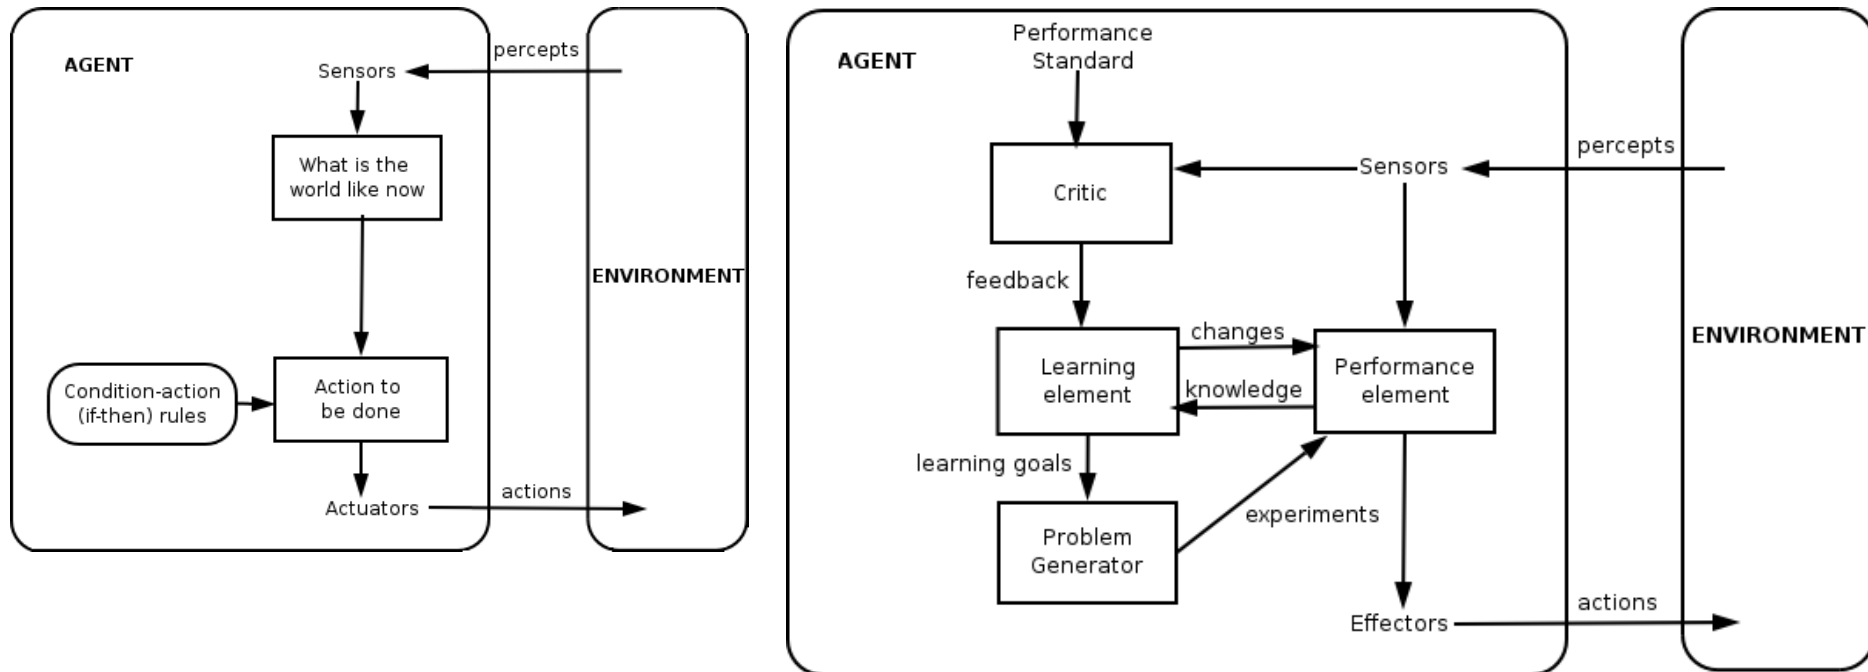 AGENT
percepts
Sensors
What is the
world like now
ENVIRONMENT
Condition-action
(if-then) rules
Action to
be done
Actuators
actions
AGENT
Performance
Standard
percepts
Critic
Sensors
feedback
changes
ENVIRONMENT
Learning
element
knowledge
Performance
element
learning goals
experiments
Problem
Generator
Effectors
actions